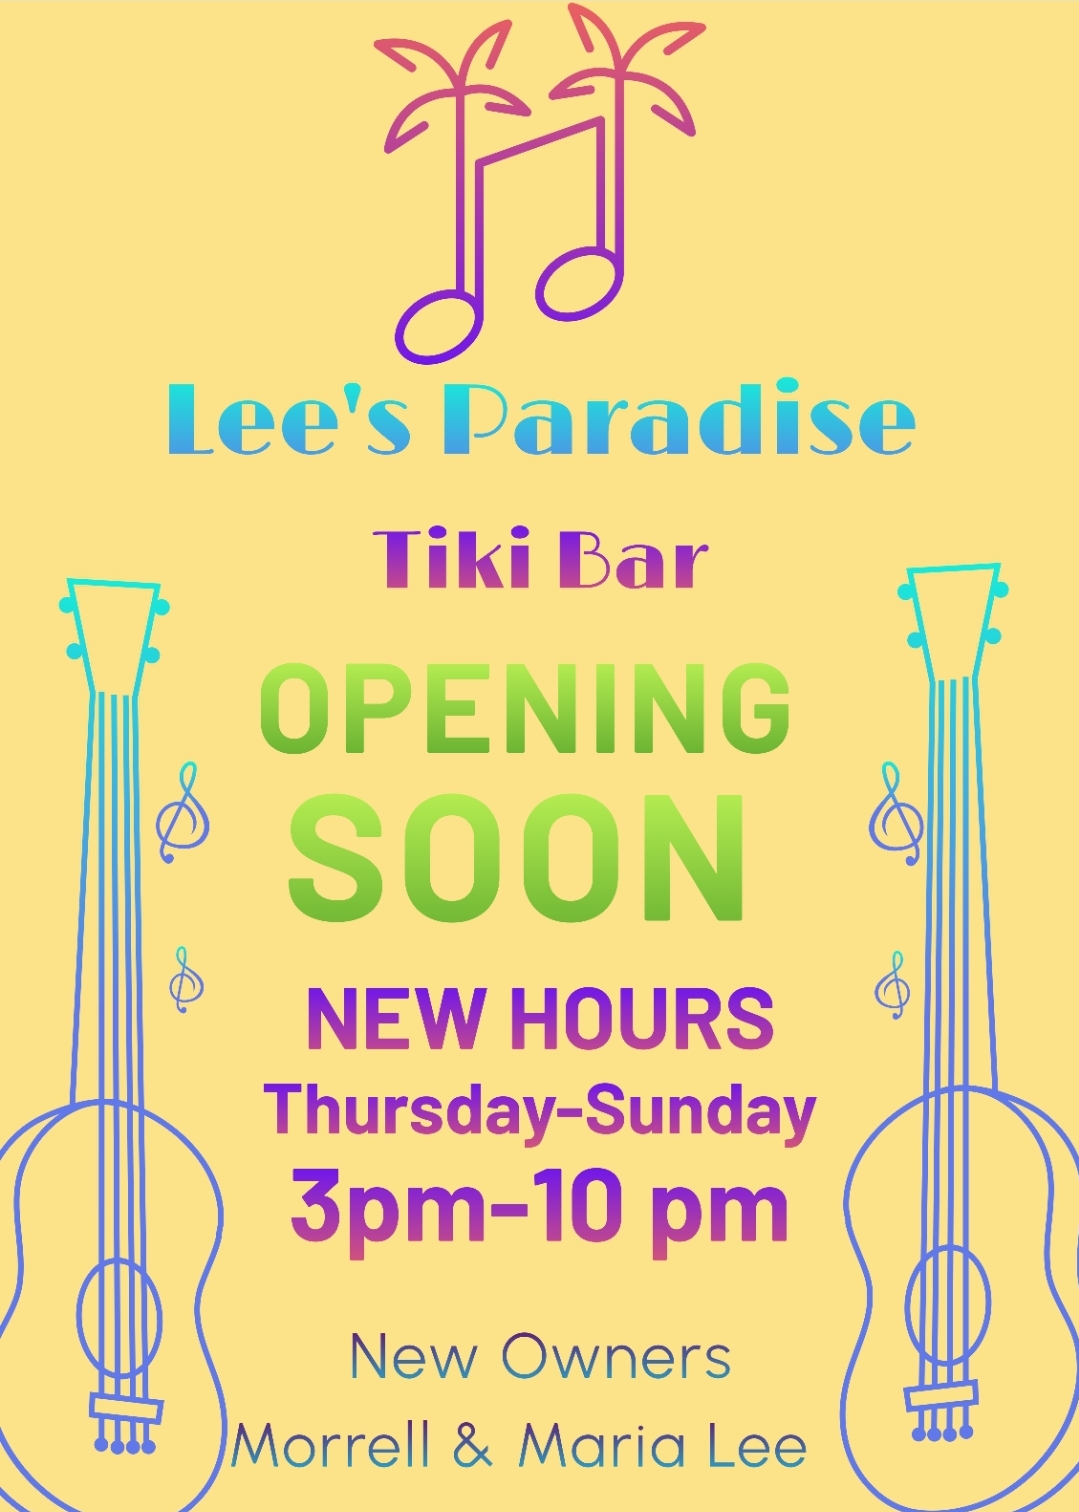 Lee's Paradise
Tiki Bar
OPENING
SOON
NEW HOURS
Thursday-Sunday
3pm-10 pm
New Owners
Morrell & Maria Lee